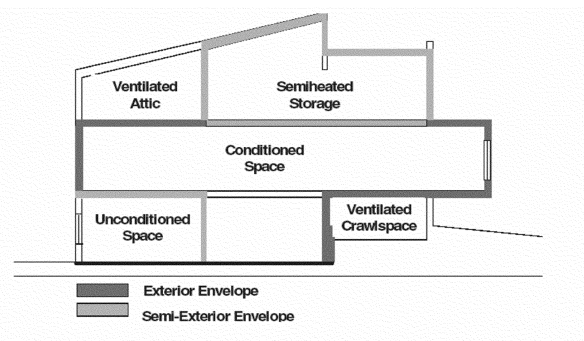 Ventilated
Attic
Semiheated
Storage
Conditioned
Space
Unconditioned
Space
Ventilated
Crawlspace
Exterior Envelope
Semi-Exterior Envelope